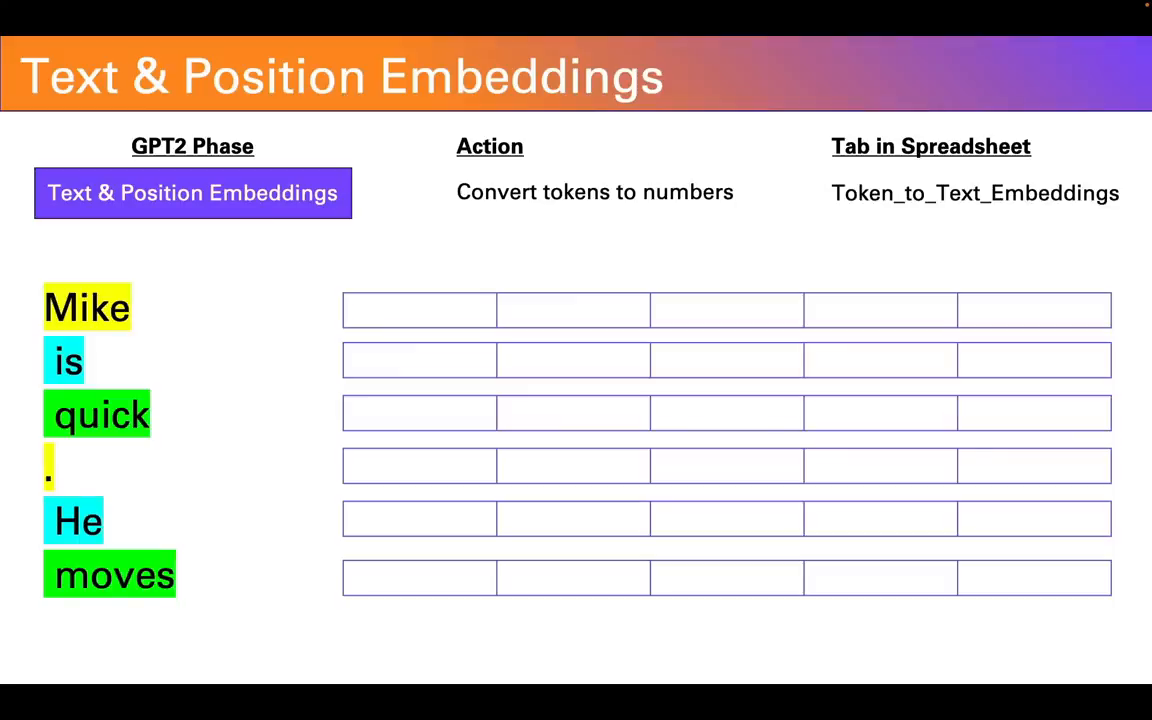 Text & Position Embeddings
GPT2 Phase Action Tab in Spreadsheet
Text & Position Embeddings Convert tokens to numbers Token_to_Text_Embeddings
Mike
is
quick
.
He
moves